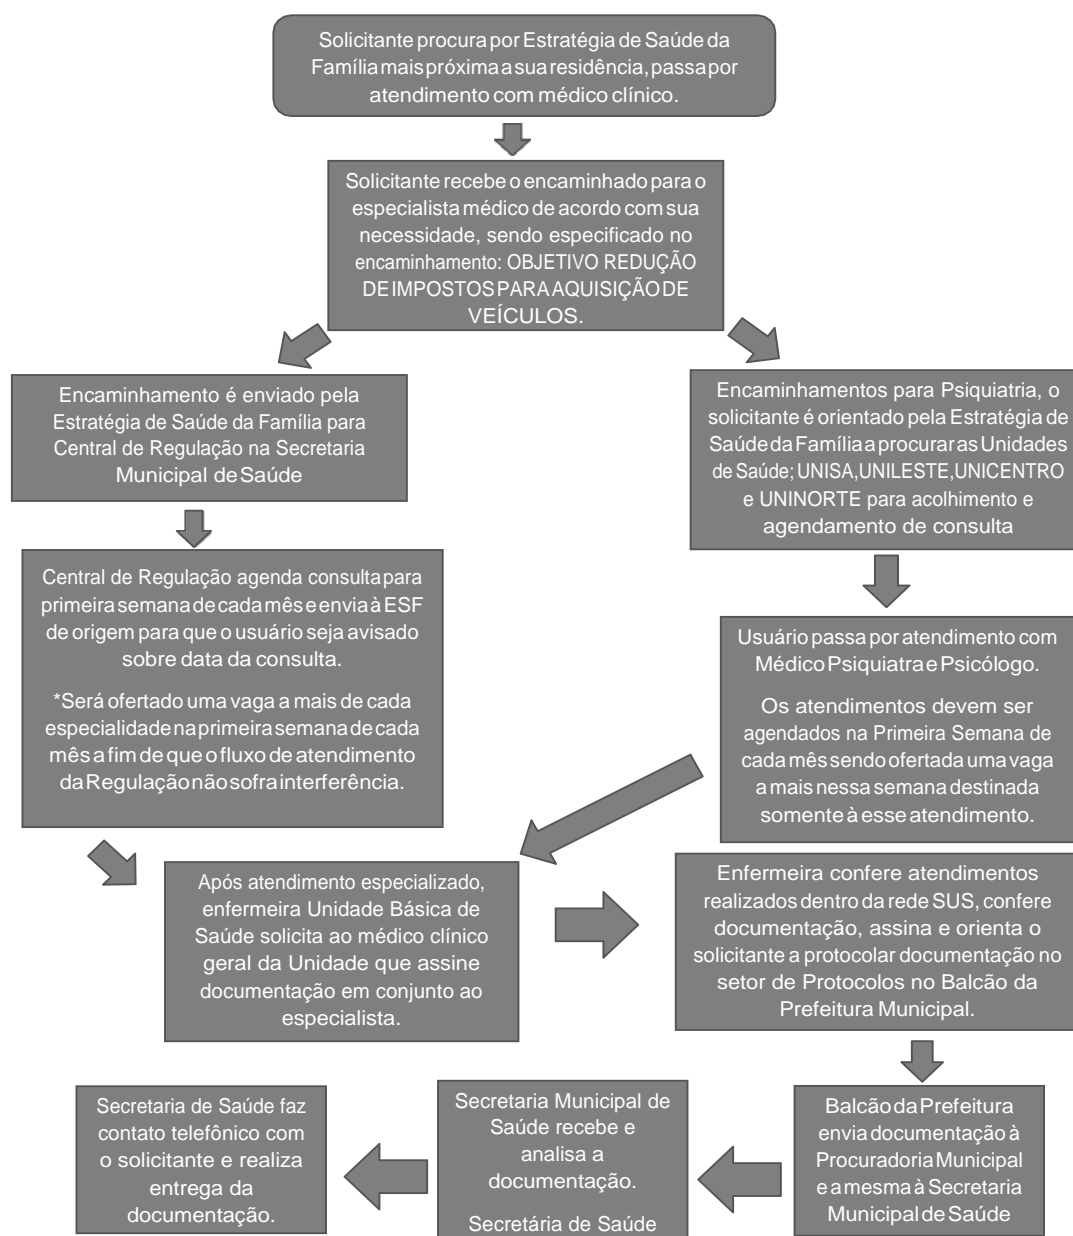 Solicitante procura por Estratégia de Saúde da
Família mais próxima a sua residência, passa por
atendimento com médico clínico.
Solicitante recebe o encaminhado para o
especialista médico de acordo com sua
necessidade, sendo especificado no
encaminhamento: OBJETIVO REDUÇÃO
DE IMPOSTOS PARA AQUISIÇÃO DE
VEÍCULOS.
Encaminhamento é enviado pela
Estratégia de Saúde da Família para
Central de Regulação na Secretaria
Municipal de Saúde
Encaminhamentos para Psiquiatria, o
solicitante é orientado pela Estratégia de
Saúde da Família a procurar as Unidades
de Saúde; UNISA,UNILESTE,UNICENTRO
e UNINORTE para acolhimento e
agendamento de consulta
Central de Regulação agenda consulta para
primeira semana de cada mês e envia à ESF
de origem para que o usuário seja avisado
sobre data da consulta.
*Será ofertado uma vaga a mais de cada
especialidade na primeira semana de cada
mês a fim de que o fluxo de atendimento
da Regulação não sofra interferência.
Usuário passa por atendimento com
Médico Psiquiatra e Psicólogo.
Os atendimentos devem ser
agendados na Primeira Semana de
cada mês sendo ofertada uma vaga
a mais nessa semana destinada
somente à esse atendimento.
Após atendimento especializado,
enfermeira Unidade Básica de
Saúde solicita ao médico clínico
geral da Unidade que assine
documentação em conjunto ao
especialista.
Enfermeira confere atendimentos
realizados dentro da rede SUS, confere
documentação, assina e orienta o
solicitante a protocolar documentação no
setor de Protocolos no Balcão da
Prefeitura Municipal.
Balcão da Prefeitura
envia documentação à
Procuradoria Municipal
e a mesma à Secretaria
Municipal de Saúde
Secretaria Municipal de
Saúde recebe e
analisa a
documentação.
Secretária de Saúde
Secretaria de Saúde faz
contato telefônico com
o solicitante e realiza
entrega da
documentação.